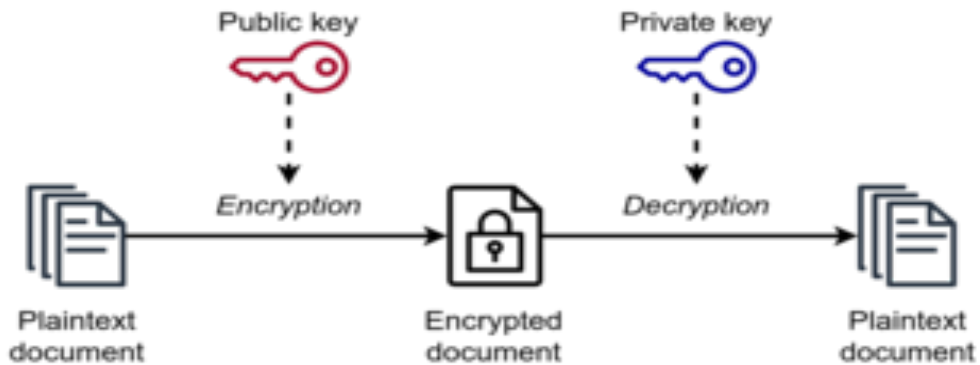 Public key
Private key
Encryption
Decryption
Plaintext
document
Encrypted
document
Plaintext
document